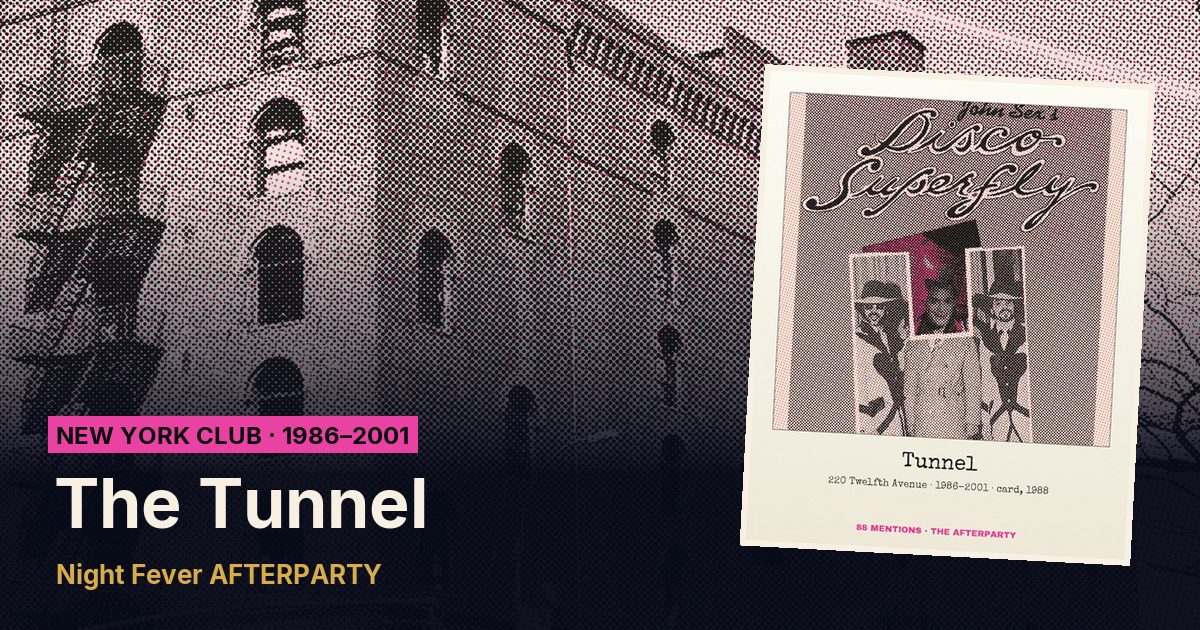 NEW YORK CLUB · 1986–2001
The Tunnel
Night Fever AFTERPARTY
John Sex's
Disco
Superfly
Tunnel
220 Twelfth Avenue · 1986–2001 · card, 1988
88 MENTIONS · THE AFTERPARTY